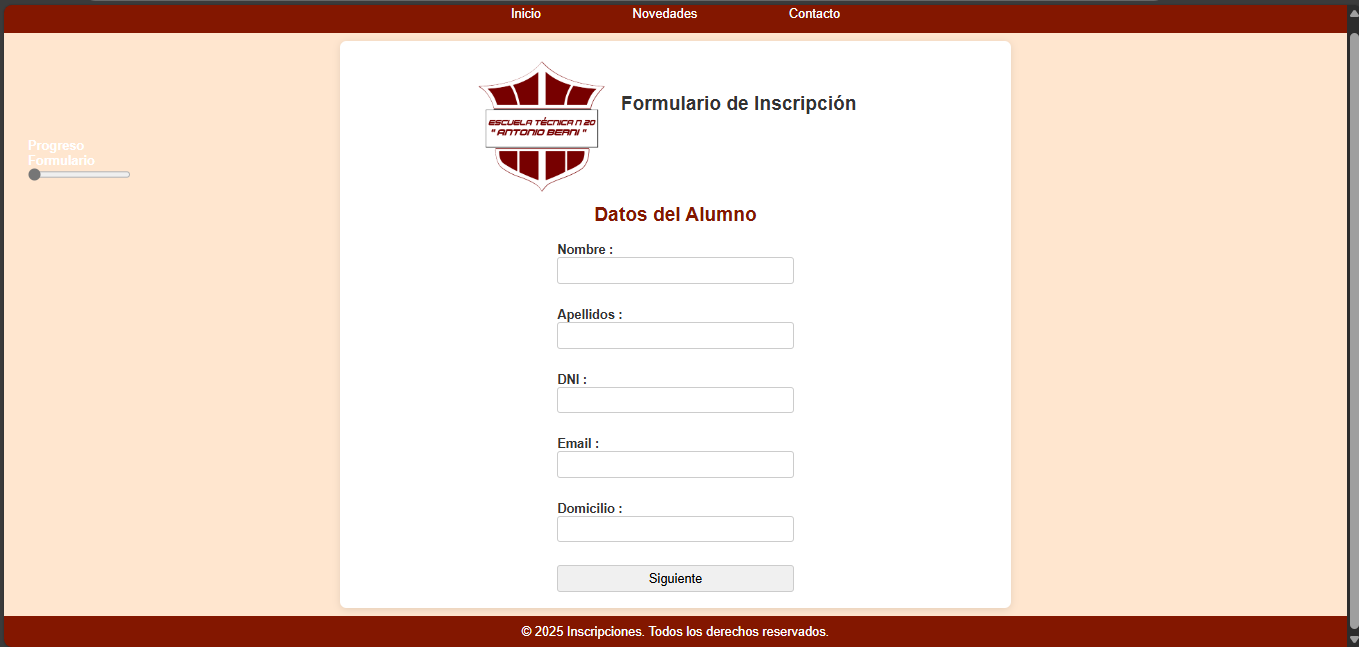 Inicio Novedades Contacto
ESCUELA TÉCNICA N 20
" ANTONIO BERNI "
Formulario de Inscripción
Progreso
Formulario
Datos del Alumno
Nombre :
Apellidos :
DNI :
Email :
Domicilio :
Siguiente
© 2025 Inscripciones. Todos los derechos reservados.